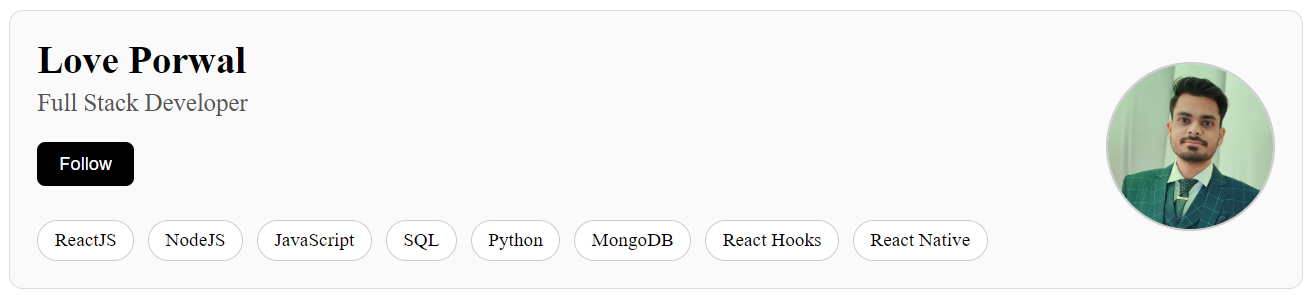 Love Porwal
Full Stack Developer
Follow
ReactJS NodeJS JavaScript SQL Python MongoDB React Hooks React Native